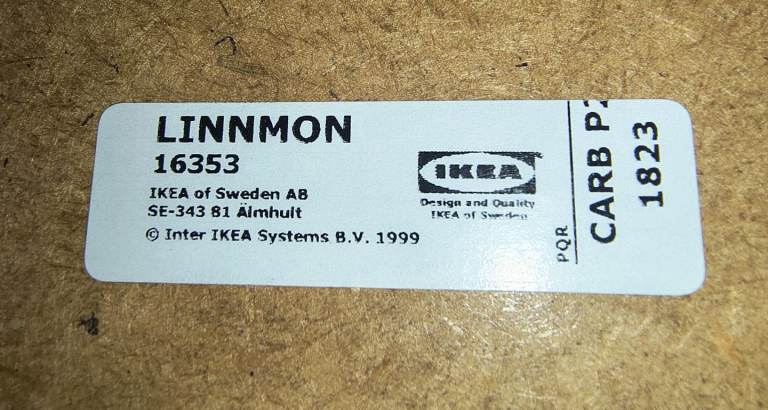 LINNMON
16353
IKEA of Sweden AB
SE-343 81 Älmhult
© Inter IKEA Systems B.V. 1999
IKEA
Design and Quality
IKEA of Sweden
PQR
CARB P2
1823